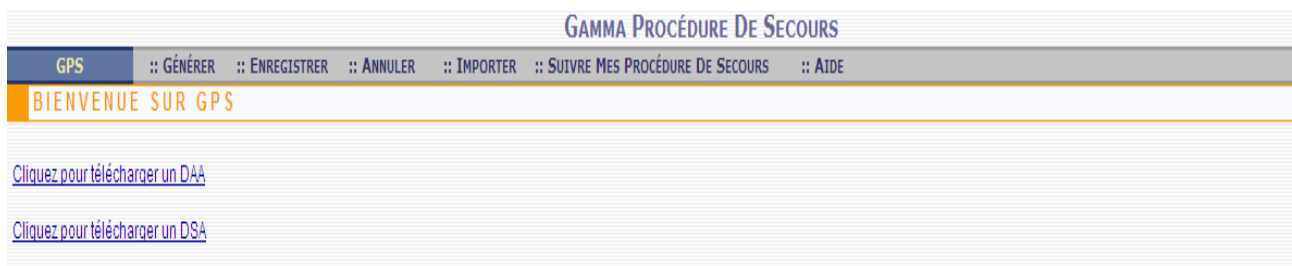 GAMMA PROCÉDURE DE SECOURS
GPS :: GÉNÉRER :: ENREGISTRER :: ANNULER :: IMPORTER :: SUIVRE MES PROCÉDURE DE SECOURS :: AIDE
BIENVENUE SUR GPS
Cliquez pour télécharger un DAA
Cliquez pour télécharger un DSA